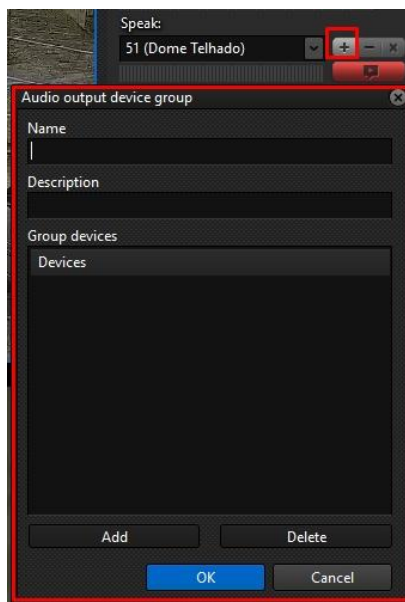 Speak:
51 (Dome Telhado)
Audio output device group
Name
Description
Group devices
Devices
Add Delete
OK Cancel